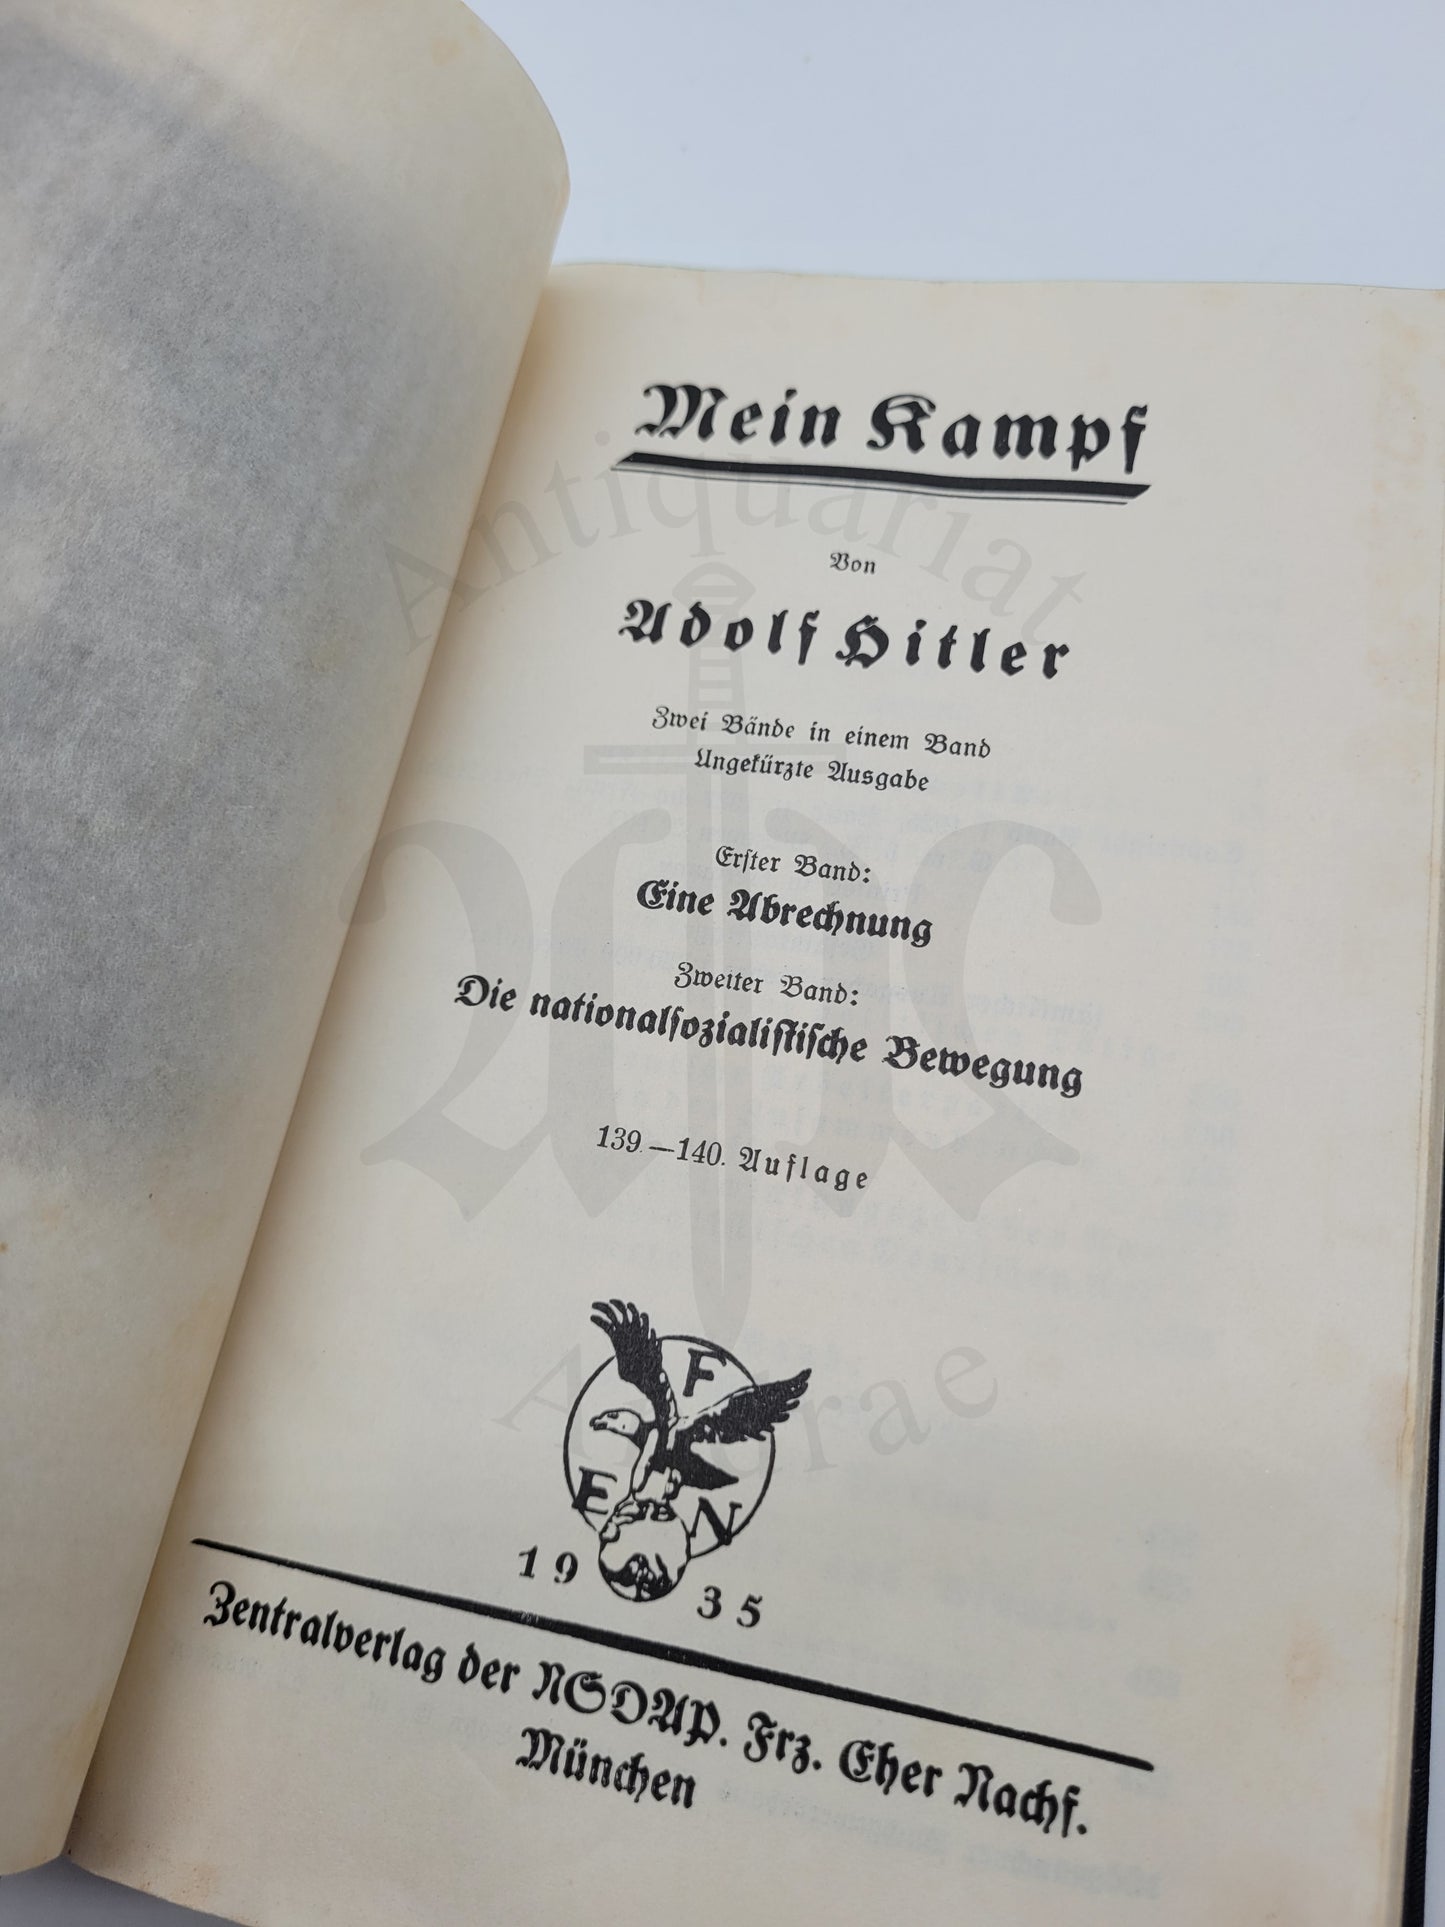 Mein Kampf
Von
Adolf Hitler
Zwei Bände in einem Band
Ungekürzte Ausgabe
Erster Band:
Eine Abrechnung
Zweiter Band:
Die nationalsozialistische Bewegung
139.—140. Auflage
F
E N
19 35
Zentralverlag der NSDAP. Frz. Eher Nachf.
München
Antiquariat